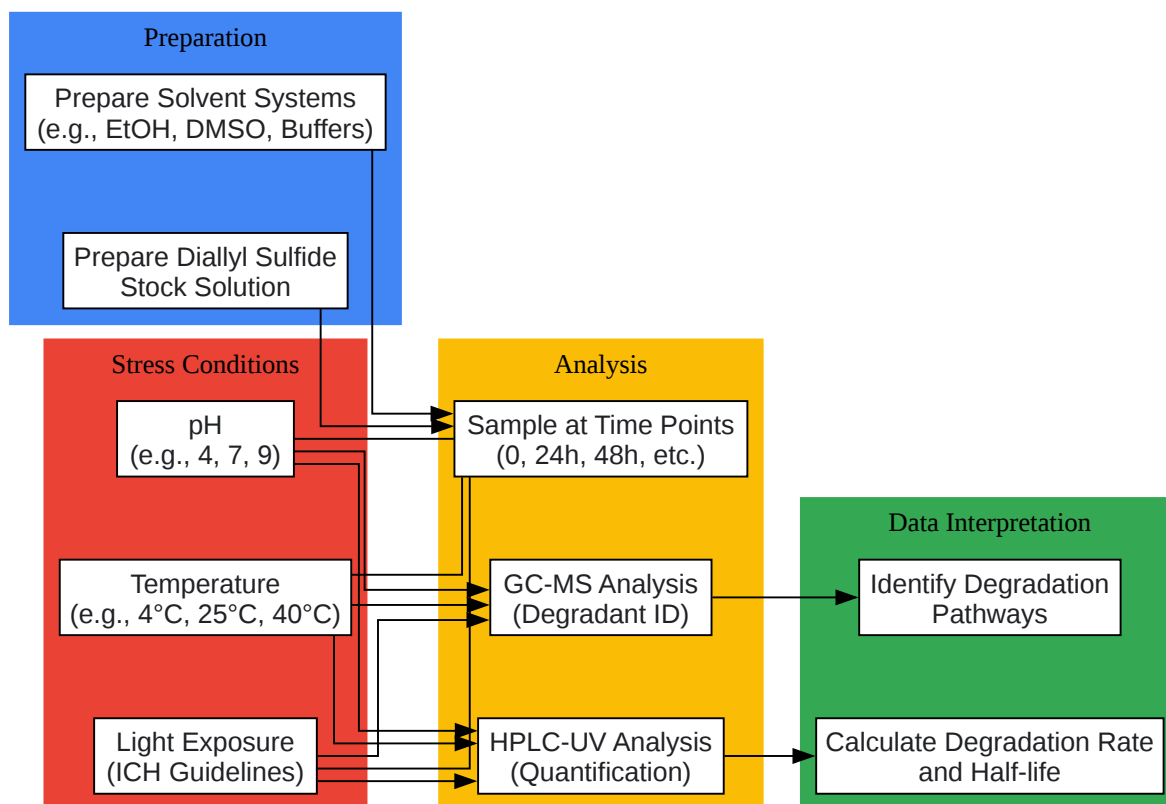 Preparation
Prepare Solvent Systems
(e.g., EtOH, DMSO, Buffers)
Prepare Diallyl Sulfide
Stock Solution
Stress Conditions
pH
(e.g., 4, 7, 9)
Temperature
(e.g., 4°C, 25°C, 40°C)
Light Exposure
(ICH Guidelines)
Analysis
Sample at Time Points
(0, 24h, 48h, etc.)
GC-MS Analysis
(Degradant ID)
HPLC-UV Analysis
(Quantification)
Data Interpretation
Identify Degradation
Pathways
Calculate Degradation Rate
and Half-life